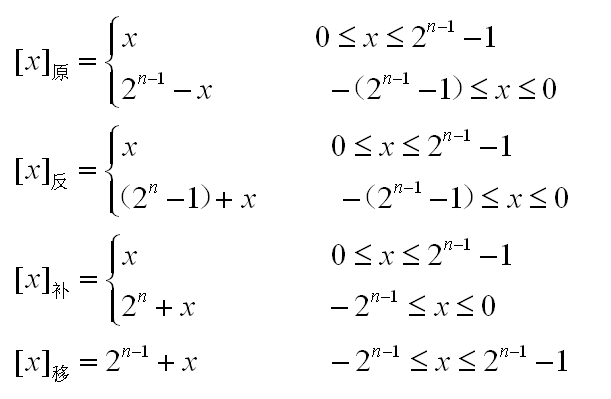 [x]原 = { x    0 ≤ x ≤ 2^{n-1} −1
2^{n-1} − x    −(2^{n-1} −1) ≤ x ≤ 0
[x]反 = { x    0 ≤ x ≤ 2^{n-1} −1
(2^n −1)+ x    −(2^{n-1} −1) ≤ x ≤ 0
[x]补 = { x    0 ≤ x ≤ 2^{n-1} −1
2^n + x    −2^{n-1} ≤ x ≤ 0
[x]移 = 2^{n-1} + x    −2^{n-1} ≤ x ≤ 2^{n-1} −1